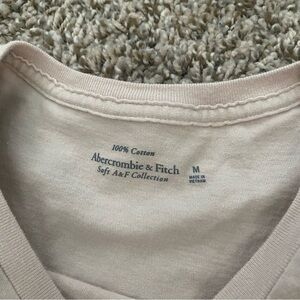 100% Cotton
Abercrombie & Fitch
Soft A&F Collection
M
MADE IN
VIETNAM